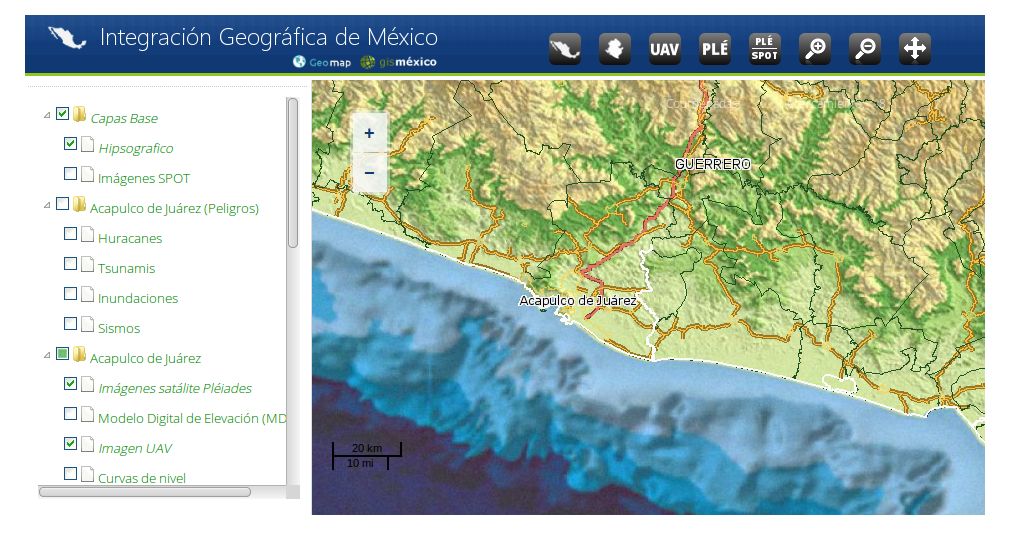 Integración Geográfica de México
Geomap gisméxico
UAV
PLÉ
PLÉ
SPOT
Capas Base
Hipsografico
Imágenes SPOT
Acapulco de Juárez (Peligros)
Huracanes
Tsunamis
Inundaciones
Sismos
Acapulco de Juárez
Imágenes satálite Pléiades
Modelo Digital de Elevación (MD
Imagen UAV
Curvas de nivel
+
−
GUERRERO
Acapulco de Juárez
20 km
10 mi